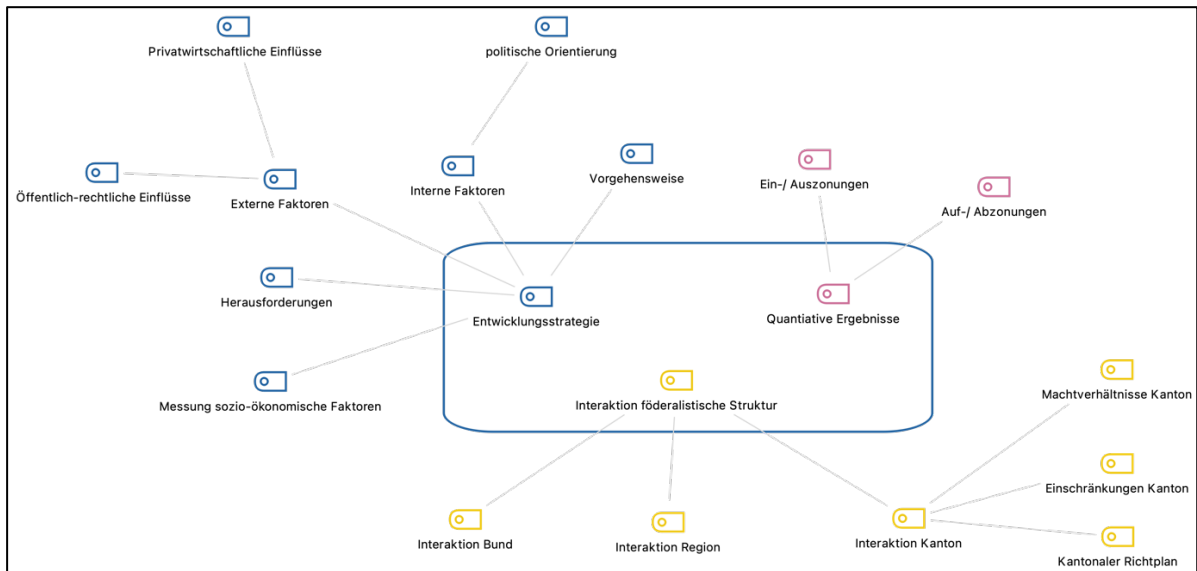 Privatwirtschaftliche Einflüsse
politische Orientierung
Öffentlich-rechtliche Einflüsse
Externe Faktoren
Interne Faktoren
Vorgehensweise
Ein-/ Auszonungen
Auf-/ Abzonungen
Herausforderungen
Entwicklungsstrategie
Quantiative Ergebnisse
Messung sozio-ökonomische Faktoren
Interaktion föderalistische Struktur
Machtverhältnisse Kanton
Einschränkungen Kanton
Interaktion Bund
Interaktion Region
Interaktion Kanton
Kantonaler Richtplan